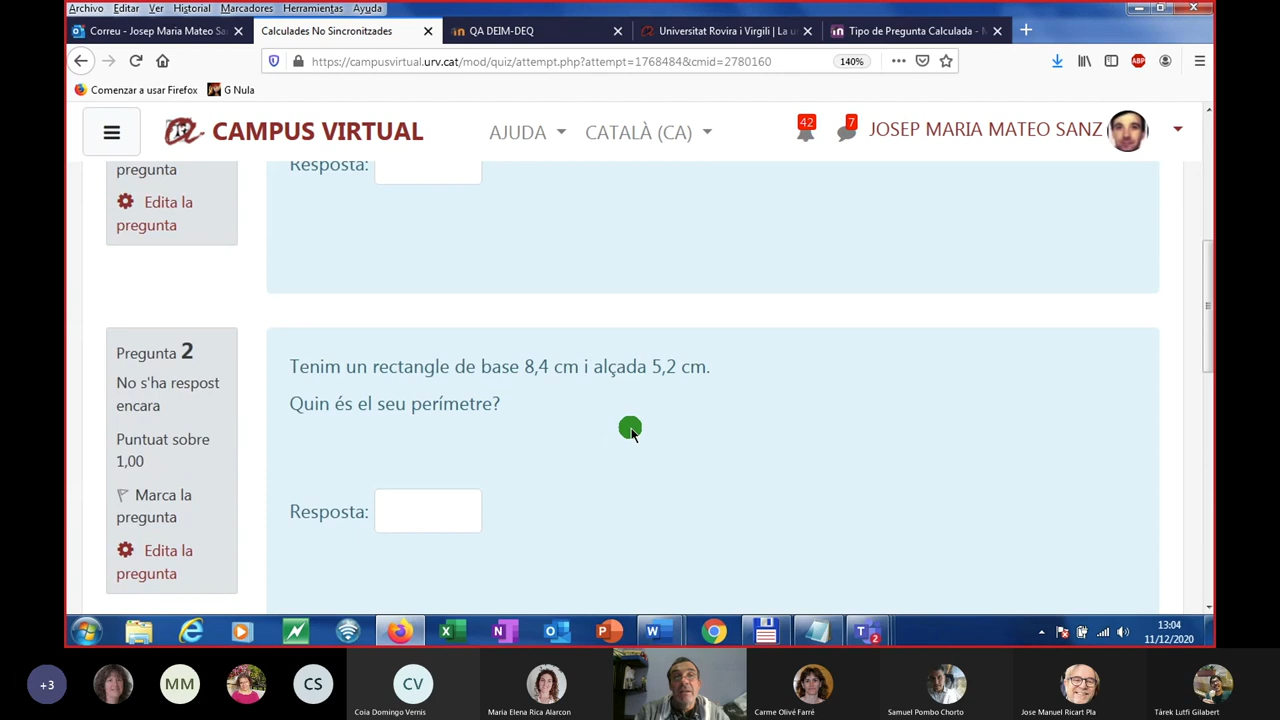 Archivo Editar Ver Historial Marcadores Herramientas Ayuda
Correu - Josep Maria Mateo Sa
Calculades No Sincronitzades
QA DEIM-DEQ
Universitat Rovira i Virgili | La u
Tipo de Pregunta Calculada - M
https://campusvirtual.urv.cat/mod/quiz/attempt.php?attempt=1768484&cmid=2780160
140%
ABP
Comenzar a usar Firefox G Nula
CAMPUS VIRTUAL
AJUDA
CATALÀ (CA)
42
7
JOSEP MARIA MATEO SANZ
pregunta
Edita la
pregunta
Resposta:
Pregunta 2
No s'ha respost
encara
Puntuat sobre
1,00
Marca la
pregunta
Edita la
pregunta
Tenim un rectangle de base 8,4 cm i alçada 5,2 cm.
Quin és el seu perímetre?
Resposta:
13:04
11/12/2020
+3
MM
CS
CV
Coia Domingo Vernis
Maria Elena Rica Alarcon
Carme Olivé Farré
Samuel Pombo Chorto
Jose Manuel Ricart Pla
Tárek Lutfi Gilabert